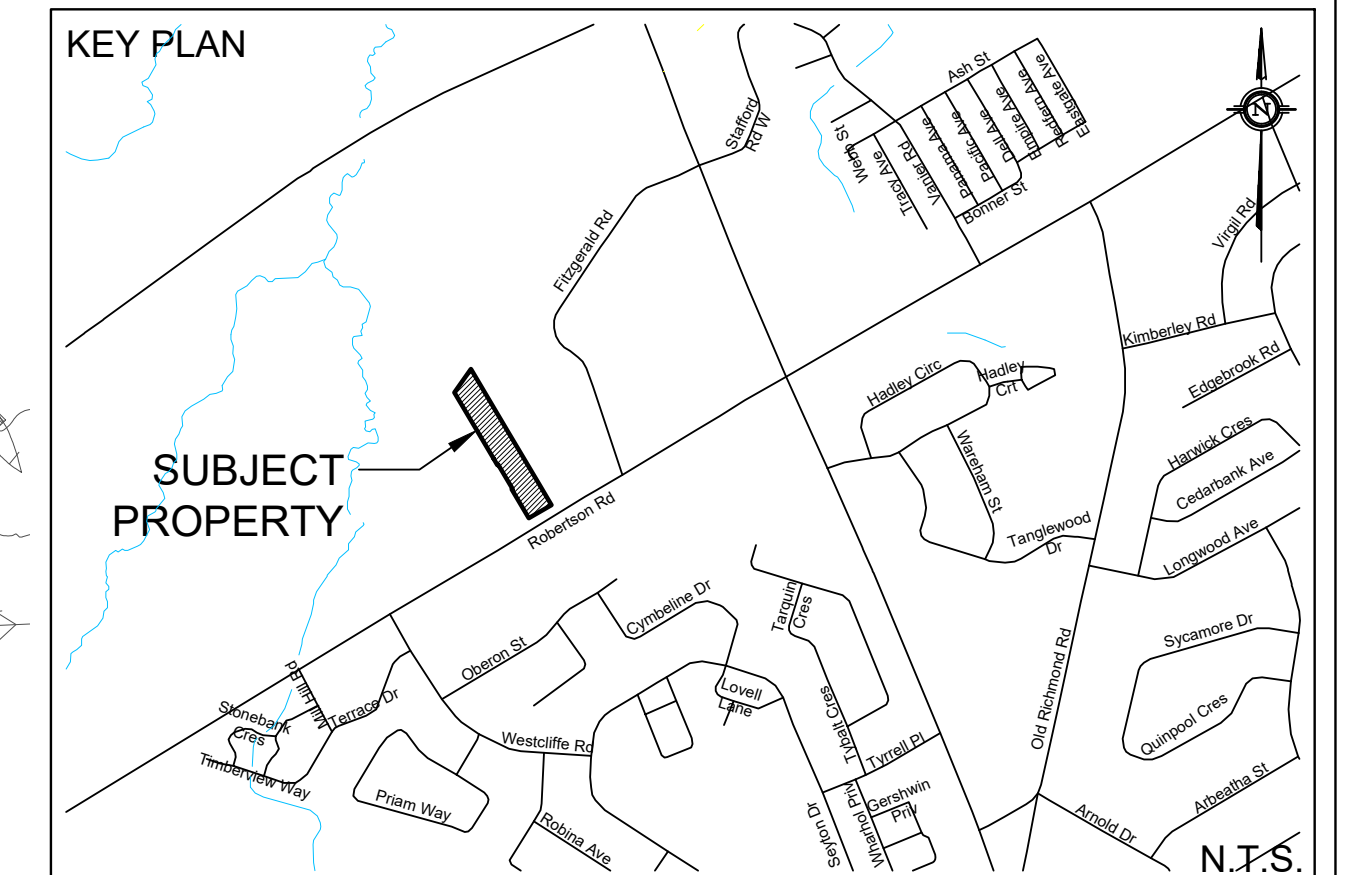 KEY PLAN
Ash St
Stafford
Rd W
Webb St
Tracy Ave
Vanier Rd
Panama Ave
Pacific Ave
Dell Ave
Empire Ave
Redfern Ave
Eastgate Ave
Bonner St
N
Virgil Rd
Fitzgerald Rd
Kimberley Rd
Edgebrook Rd
Hadley Circ
Hadley
Crt
Harwick Cres
Cedarbank Ave
Wareham St
SUBJECT
PROPERTY
Robertson Rd
Tanglewood
Dr
Longwood Ave
Cymbeline Dr
Tarquin
Cres
Oberon St
Sycamore Dr
Mill Hill Rd
Terrace Dr
Lovell
Lane
Stonebank
Cres
Tybalt Cres
Old Richmond Rd
Quinpool Cres
Westcliffe Rd
Tyrrell Pl
Timberview Way
Priam Way
Gershwin
Priv
Seyton Dr
Wharhol Priv
Robina Ave
Arnold Dr
Arbeatha St
N.T.S.